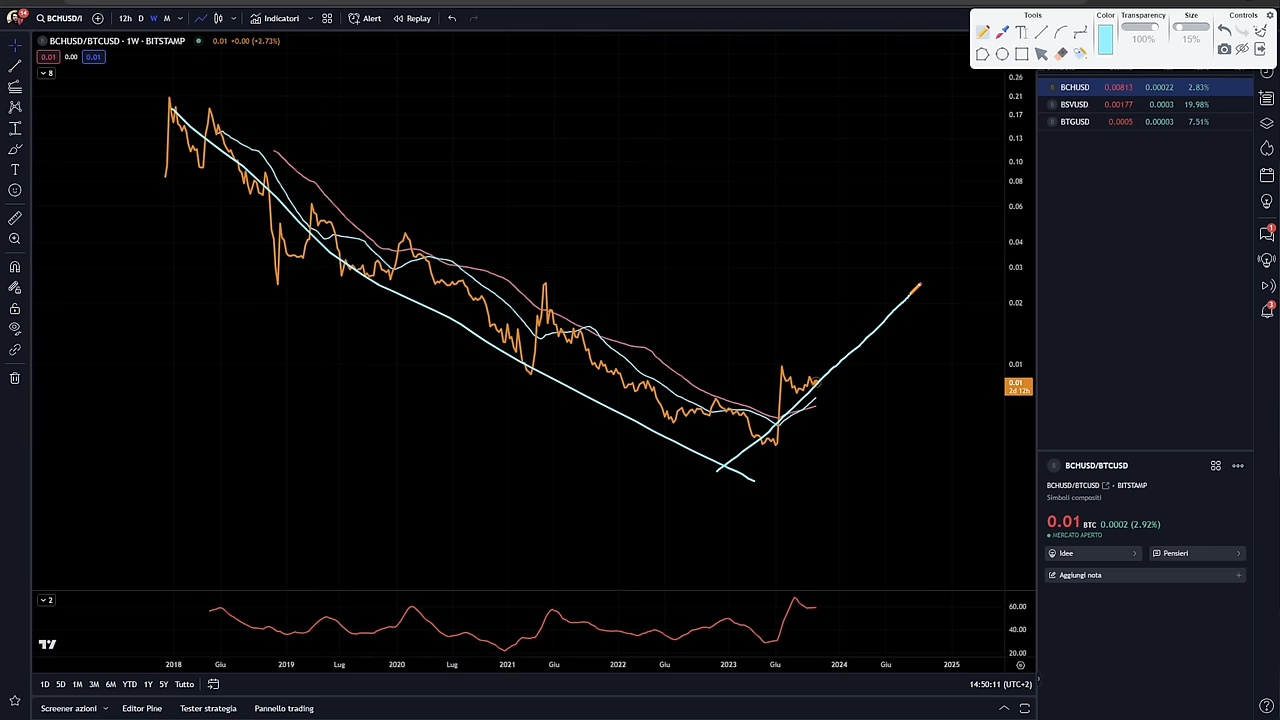 14
BCHUSD/I
12h D W M
Indicatori
Alert
Replay
BCHUSD/BTCUSD · 1W · BITSTAMP
0.01 +0.00 (+2.73%)
0.01 0.00 0.01
8
Tools
Color
Transparency
100%
Size
15%
Controls
BCHUSD 0.00813 0.00022 2.83%
BSVUSD 0.00177 0.0003 19.98%
BTGUSD 0.0005 0.00003 7.51%
0.26
0.21
0.17
0.13
0.10
0.08
0.06
0.04
0.03
0.02
0.01
0.01
2d 12h
BCHUSD/BTCUSD
BCHUSD/BTCUSD · BITSTAMP
Simboli compositi
0.01 BTC 0.0002 (2.92%)
MERCATO APERTO
Idee
Pensieri
Aggiungi nota
1
3
2
60.00
40.00
20.00
2018 Giu 2019 Lug 2020 Lug 2021 Giu 2022 Giu 2023 Giu 2024 Giu 2025
1D 5D 1M 3M 6M YTD 1Y 5Y Tutto
14:50:11 (UTC+2)
Screener azioni
Editor Pine
Tester strategia
Pannello trading